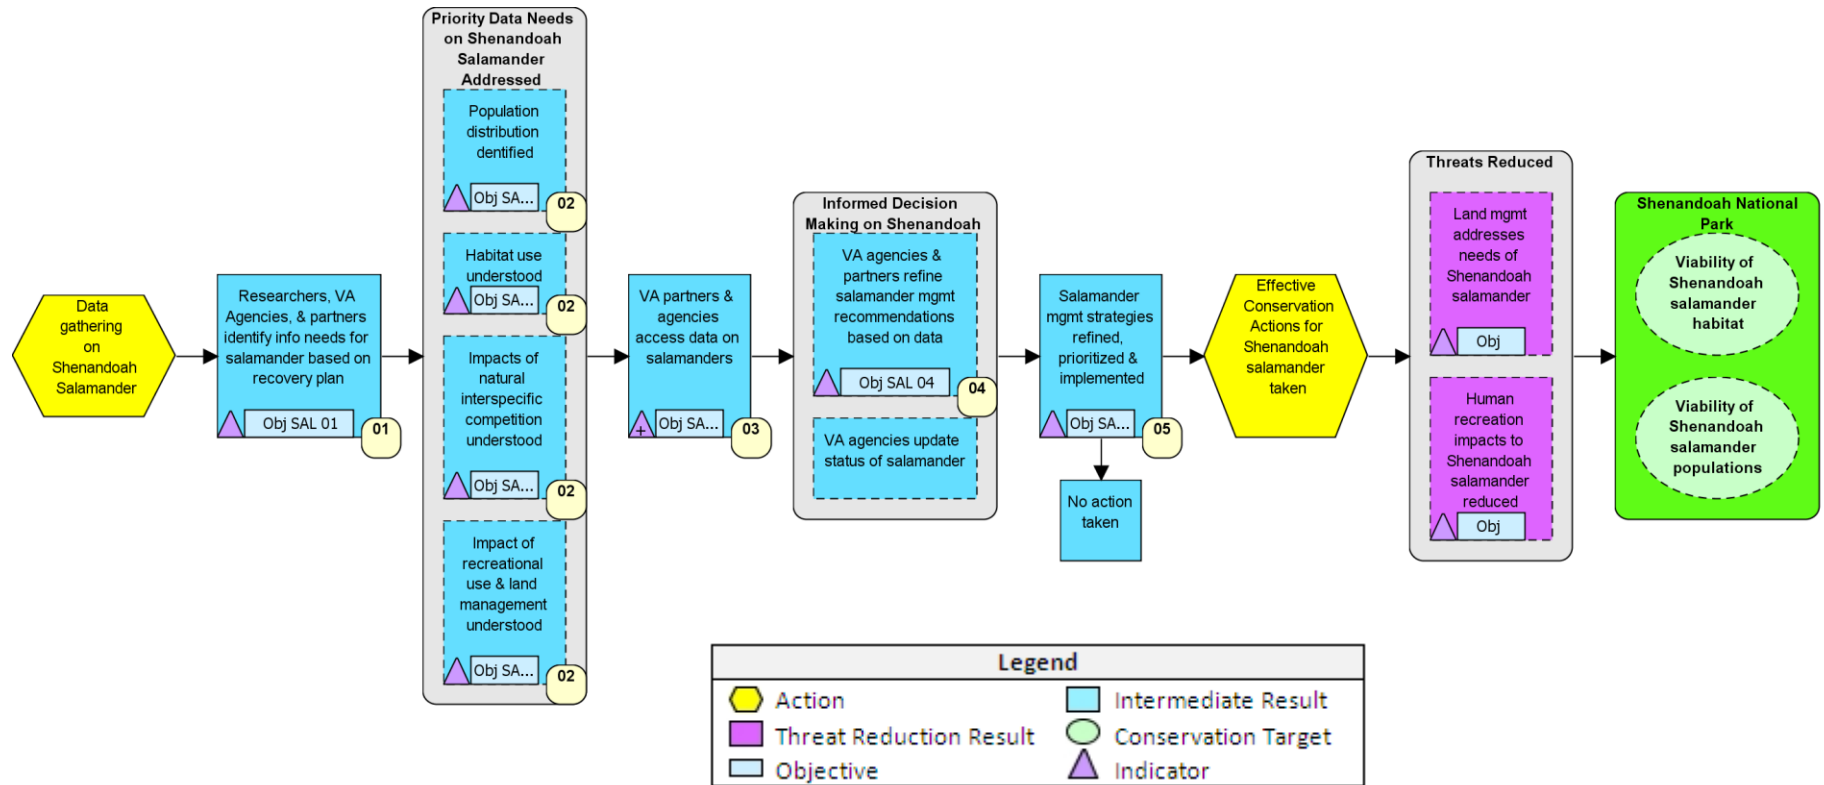 Data
gathering
on
Shenandoah
Salamander
Researchers, VA
Agencies, & partners
identify info needs for
salamander based on
recovery plan
Obj SAL 01
01
Priority Data Needs
on Shenandoah
Salamander
Addressed
Population
distribution
dentified
Obj SA...
02
Habitat use
understood
Obj SA...
02
Impacts of
natural
interspecific
competition
understood
Obj SA...
02
Impact of
recreational
use & land
management
understood
Obj SA...
02
VA partners &
agencies
access data on
salamanders
+
Obj SA...
03
Informed Decision
Making on Shenandoah
VA agencies &
partners refine
salamander mgmt
recommendations
based on data
Obj SAL 04
04
VA agencies update
status of salamander
Salamander
mgmt strategies
refined,
prioritized &
implemented
Obj SA...
05
No action
taken
Effective
Conservation
Actions for
Shenandoah
salamander
taken
Threats Reduced
Land mgmt
addresses
needs of
Shenandoah
salamander
Obj
Human
recreation
impacts to
Shenandoah
salamander
reduced
Obj
Shenandoah National
Park
Viability of
Shenandoah
salamander
habitat
Viability of
Shenandoah
salamander
populations
Legend
Action
Intermediate Result
Threat Reduction Result
Conservation Target
Objective
Indicator